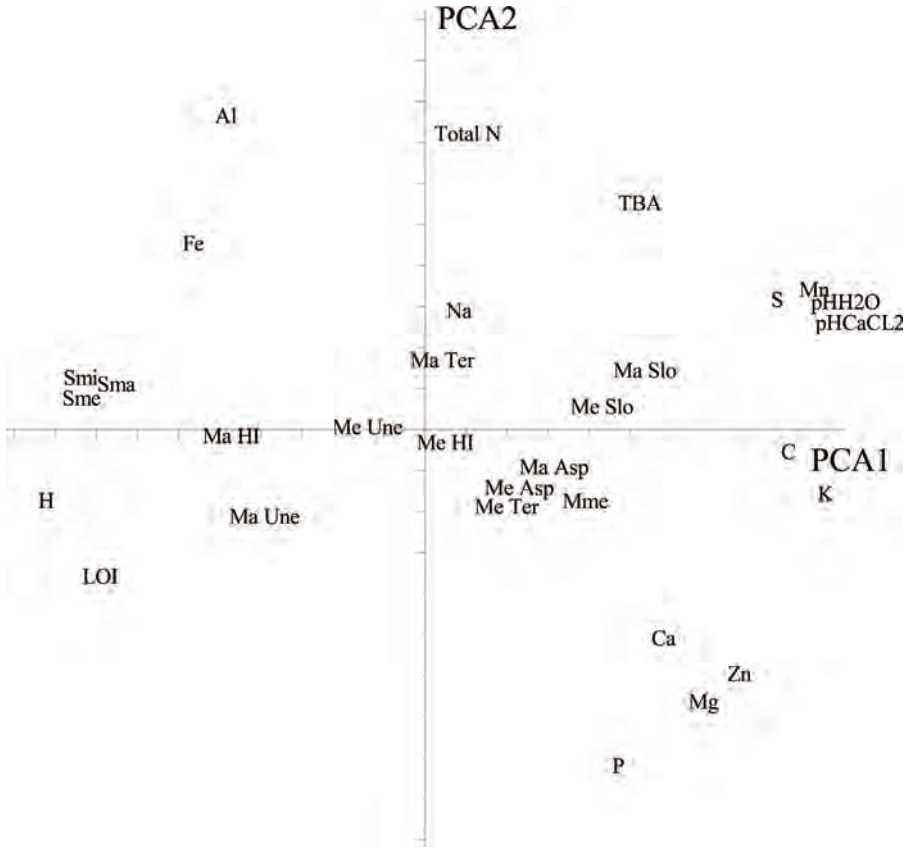 PCA2
Al
Total N
TBA
Fe
Mn
S
pHH2O
Na
pHCaCL2
Ma Ter
Ma Slo
Smi
Sma
Sme
Me Slo
Me Une
Ma HI
Me HI
C
PCA1
Ma Asp
Me Asp
K
H
Mme
Me Ter
Ma Une
LOI
Ca
Zn
Mg
P